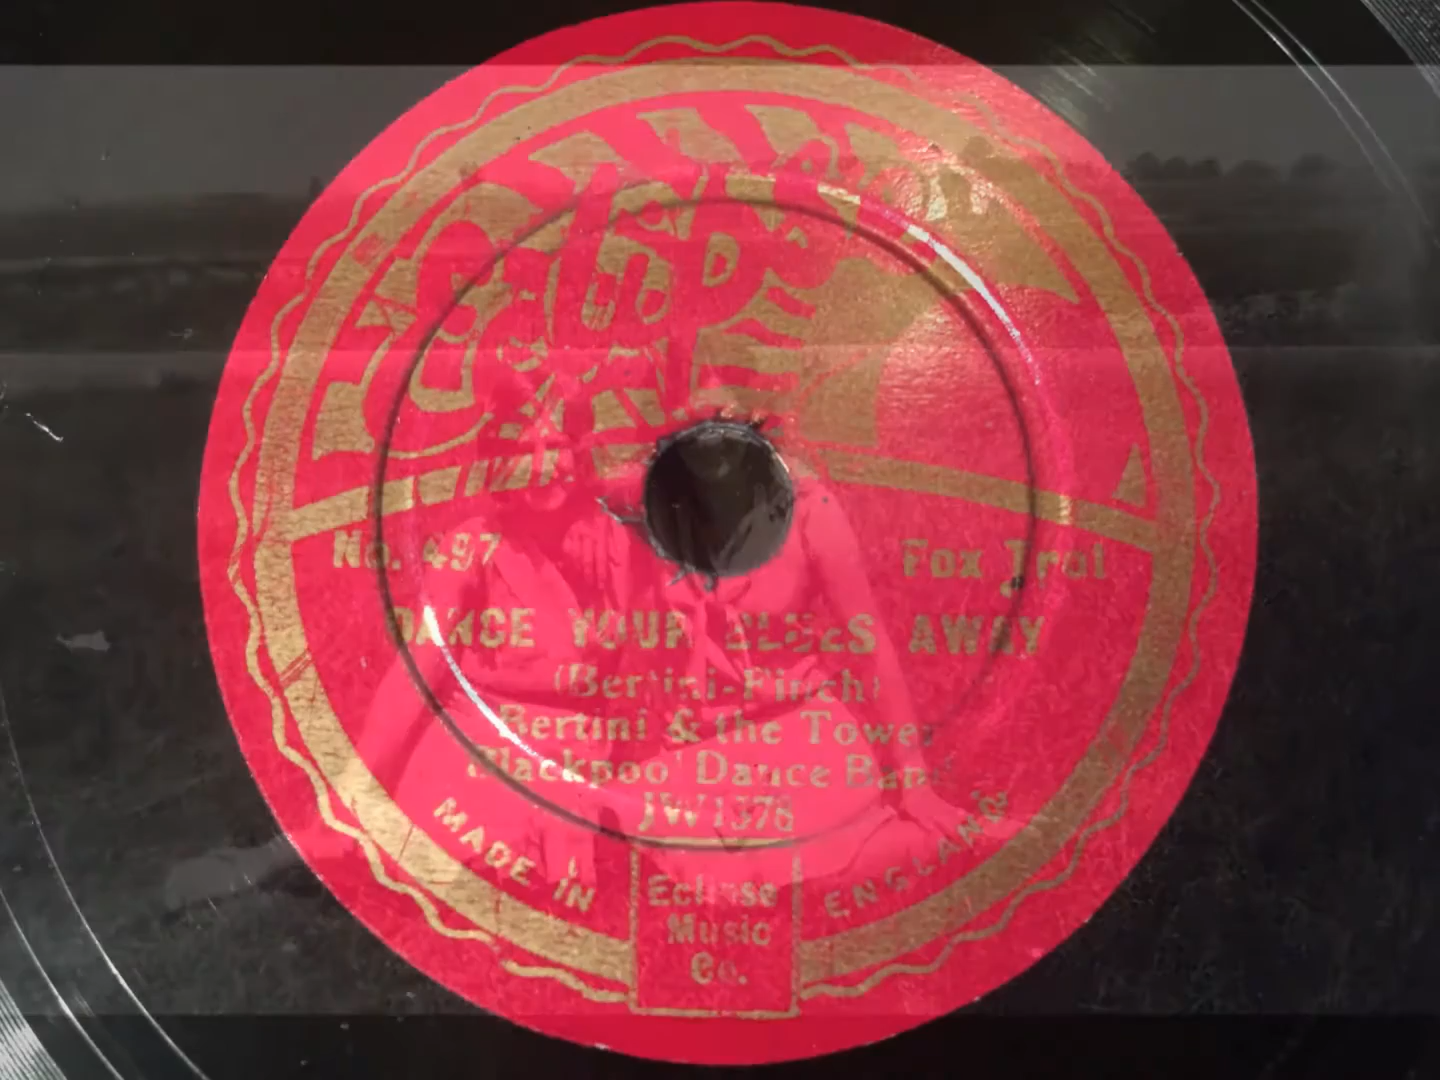 No. 497
Fox Trot
DANCE YOUR BLUES AWAY
(Bertini-Finch)
Bertini & the Tower
Blackpool Dance Band
JW1378
MADE IN ENGLAND
Eclipse
Music
Co.